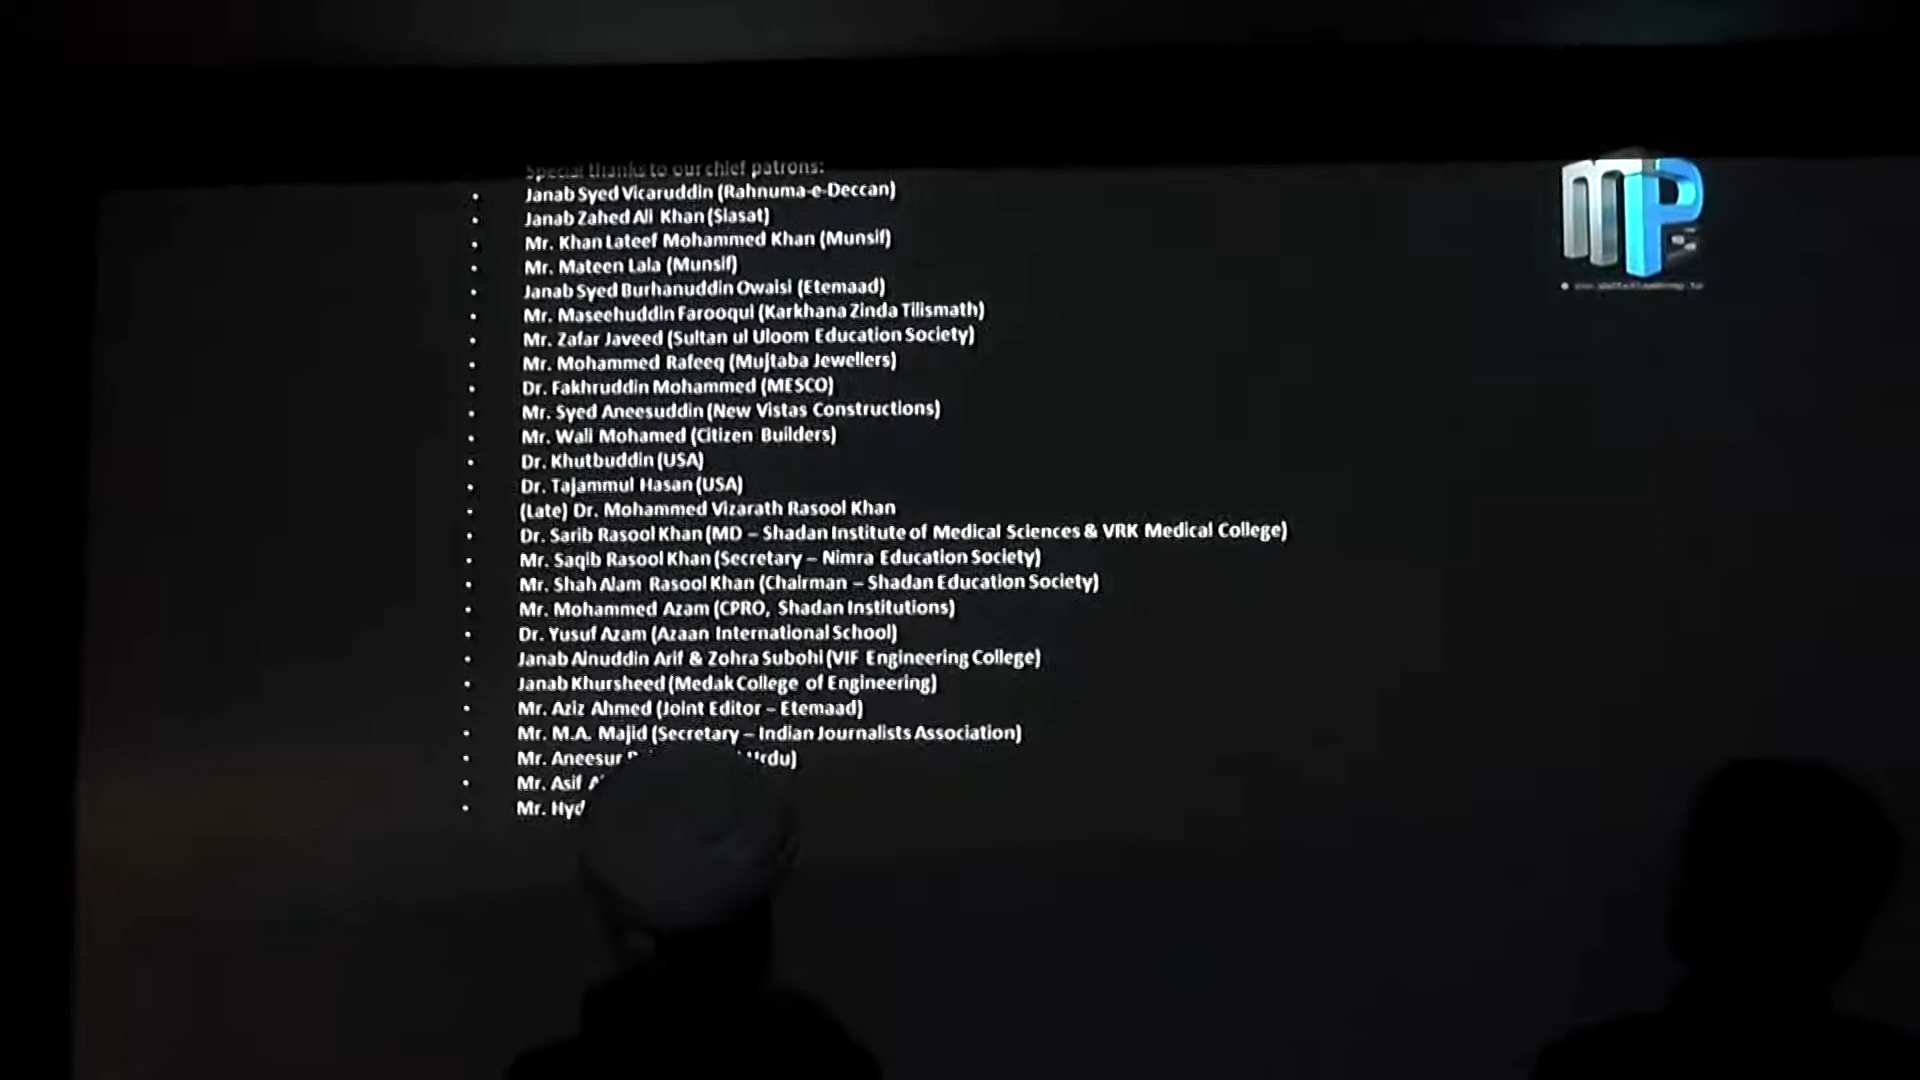 Special thanks to our chief patrons:
• Janab Syed Vicaruddin (Rahnuma-e-Deccan)
• Janab Zahed Ali Khan (Siasat)
• Mr. Khan Lateef Mohammed Khan (Munsif)
• Mr. Mateen Lala (Munsif)
• Janab Syed Burhanuddin Owaisi (Etemaad)
• Mr. Maseehuddin Farooqui (Karkhana Zinda Tilismath)
• Mr. Zafar Javeed (Sultan ul Uloom Education Society)
• Mr. Mohammed Rafeeq (Mujtaba Jewellers)
• Dr. Fakhruddin Mohammed (MESCO)
• Mr. Syed Aneesuddin (New Vistas Constructions)
• Mr. Wali Mohamed (Citizen Builders)
• Dr. Khutbuddin (USA)
• Dr. Tajammul Hasan (USA)
• (Late) Dr. Mohammed Vizarath Rasool Khan
• Dr. Sarib Rasool Khan (MD – Shadan Institute of Medical Sciences & VRK Medical College)
• Mr. Saqib Rasool Khan (Secretary – Nimra Education Society)
• Mr. Shah Alam Rasool Khan (Chairman – Shadan Education Society)
• Mr. Mohammed Azam (CPRO, Shadan Institutions)
• Dr. Yusuf Azam (Azaan International School)
• Janab Ainuddin Arif & Zohra Subohi (VIF Engineering College)
• Janab Khursheed (Medak College of Engineering)
• Mr. Aziz Ahmed (Joint Editor – Etemaad)
• Mr. M.A. Majid (Secretary – Indian Journalists Association)
• Mr. Aneesur
• Mr. Asif
• Mr.
MP